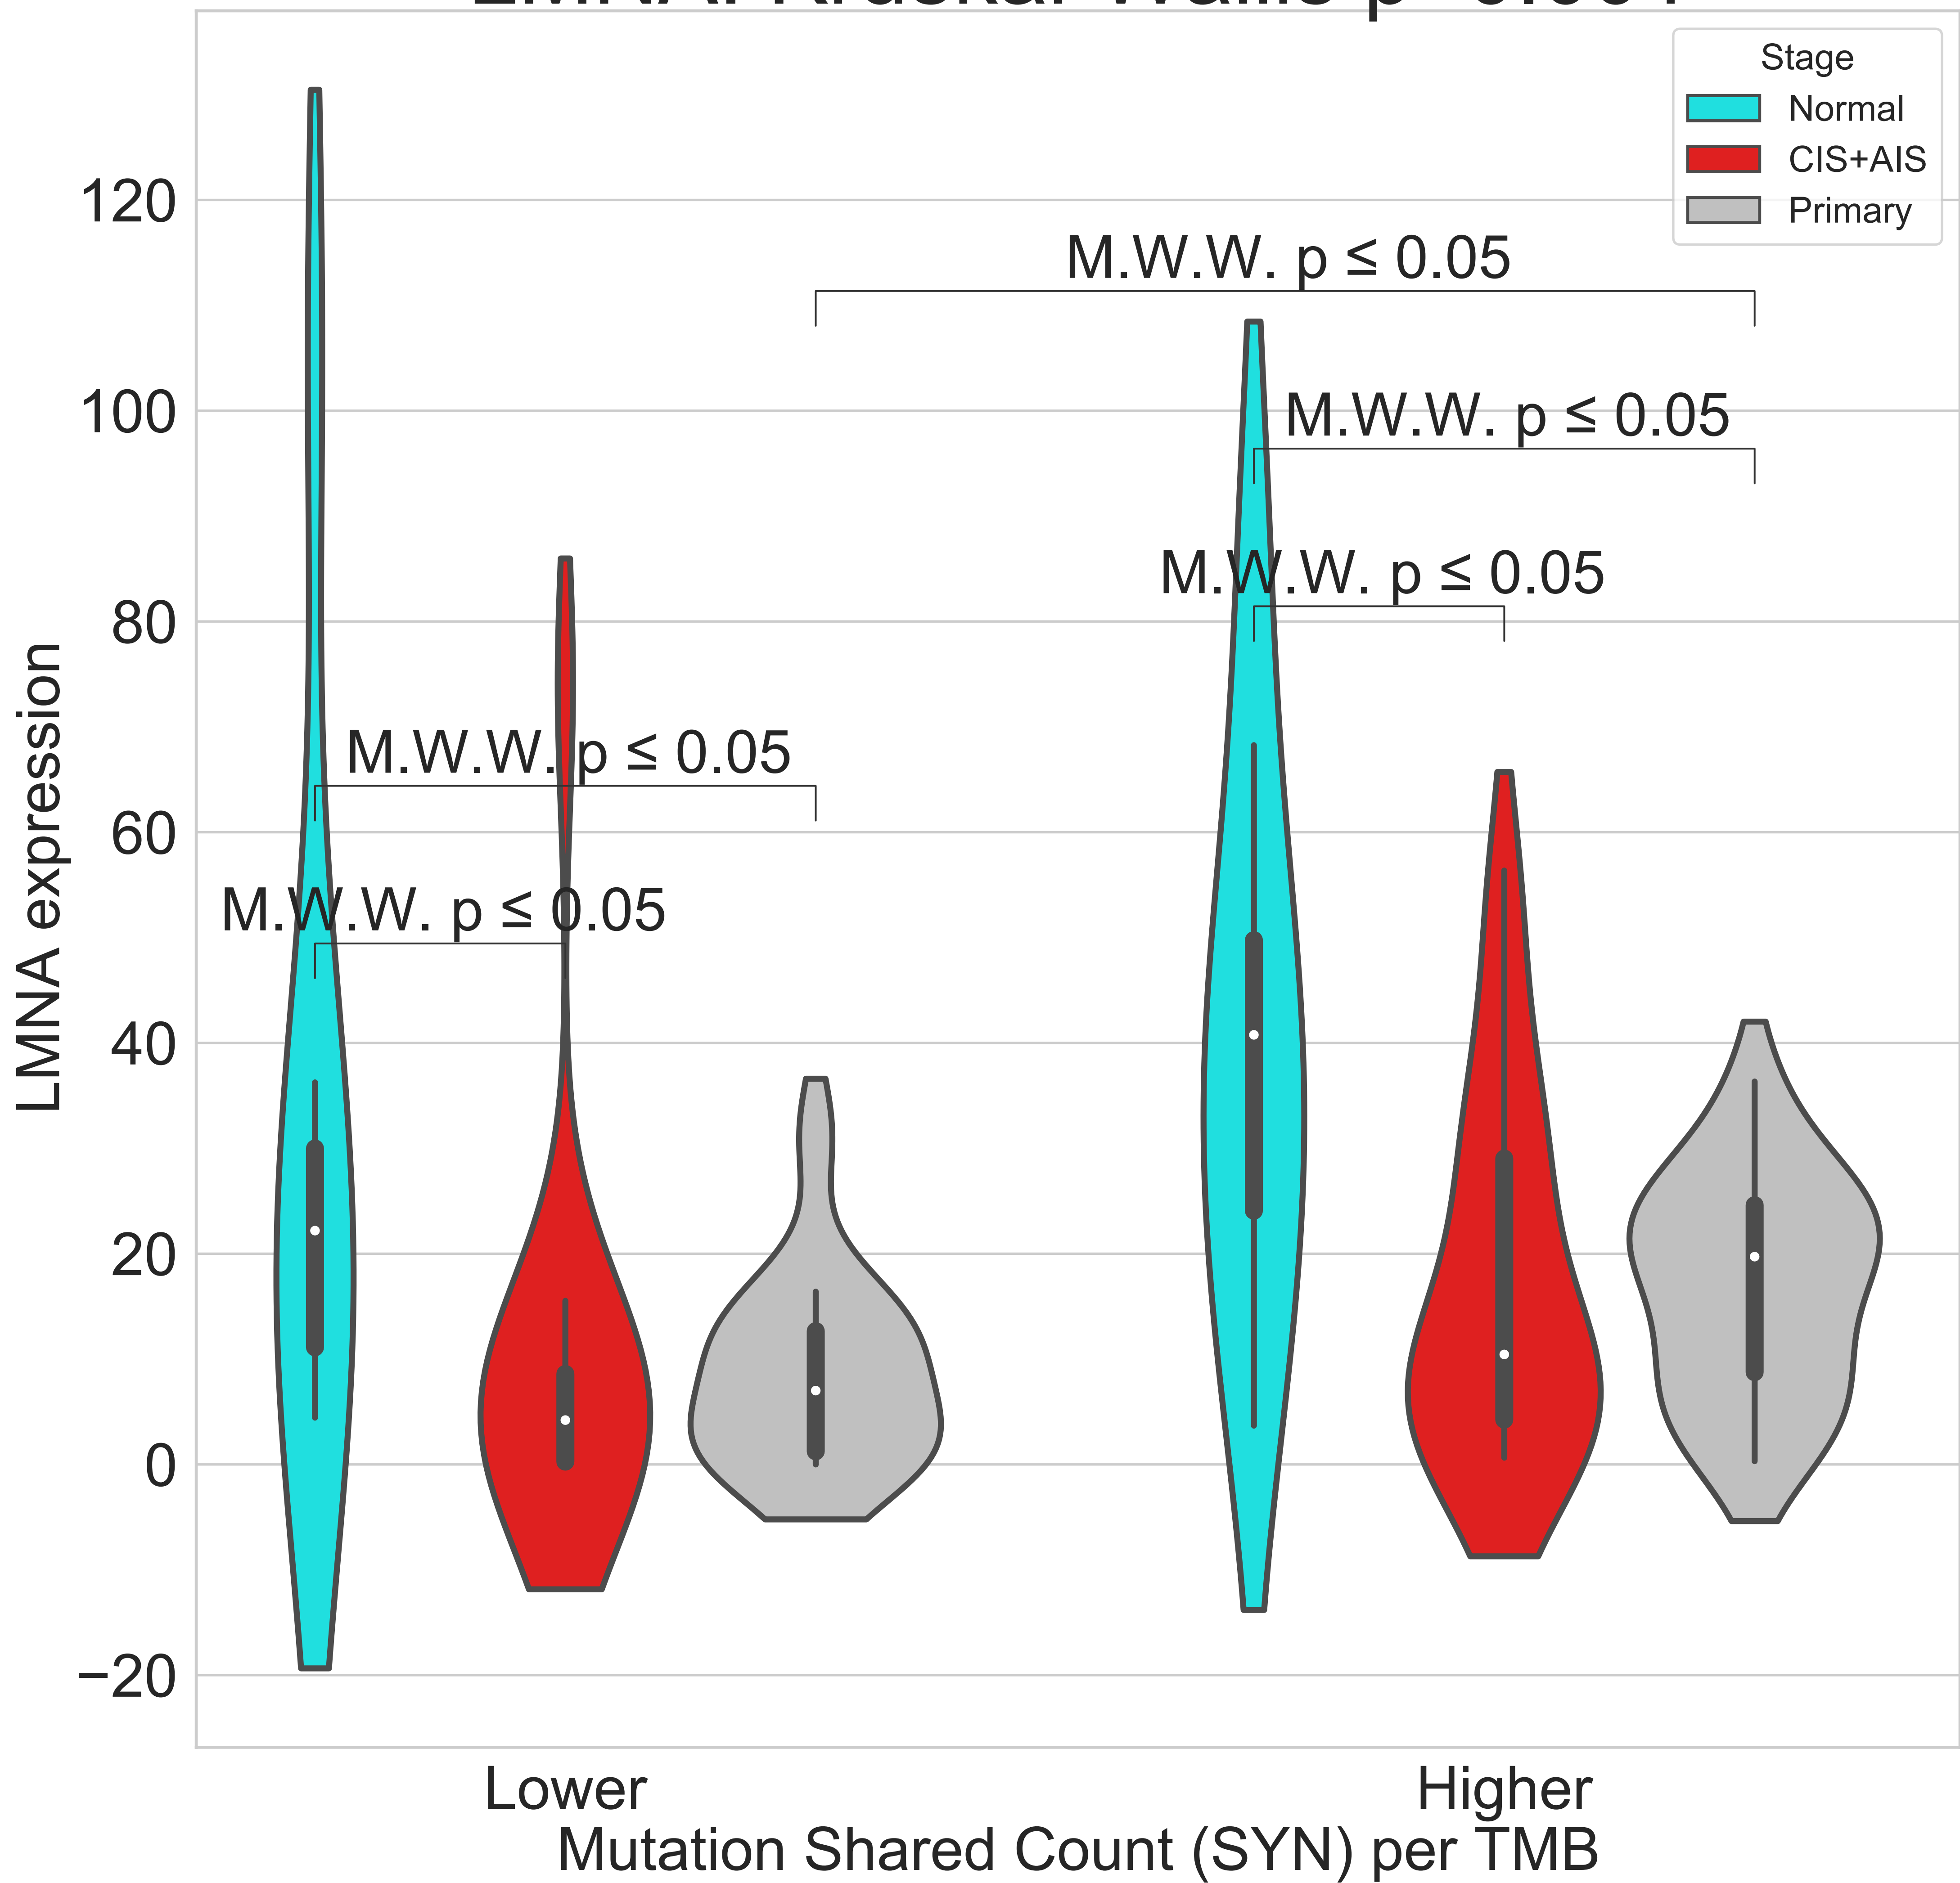 Stage
Normal
CIS+AIS
Primary
M.W.W. p ≤ 0.05
M.W.W. p ≤ 0.05
M.W.W. p ≤ 0.05
M.W.W. p ≤ 0.05
M.W.W. p ≤ 0.05
120
100
80
60
40
20
0
−20
LMNA expression
Lower
Higher
Mutation Shared Count (SYN) per TMB